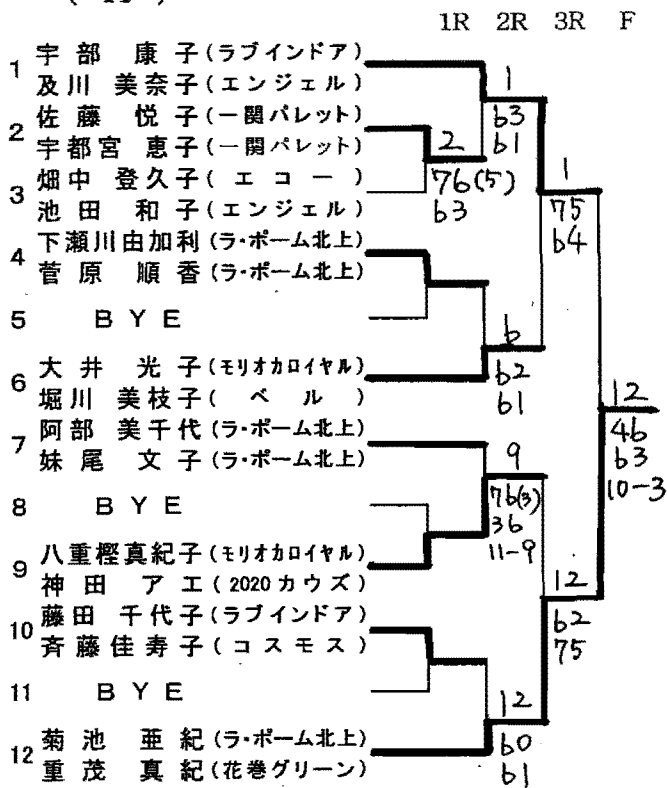 1R 2R 3R F
1 宇部 康子(ラブインドア)
及川 美奈子(エンジェル)
2 佐藤 悦子(一関パレット)
宇都宮 恵子(一関パレット)
3 畑中 登久子(エコー)
池田 和子(エンジェル)
4 下瀬川由加利(ラ・ポーム北上)
菅原 順香(ラ・ポーム北上)
5 BYE
6 大井 光子(モリオカロイヤル)
堀川 美枝子(ベル)
7 阿部 美千代(ラ・ポーム北上)
妹尾 文子(ラ・ポーム北上)
8 BYE
9 八重樫真紀子(モリオカロイヤル)
神田 アエ(2020カウズ)
10 藤田 千代子(ラブインドア)
斉藤佳寿子(コスモス)
11 BYE
12 菊池 亜紀(ラ・ポーム北上)
重茂 真紀(花巻グリーン)
2
76(5)
63
1
63
61
6
62
61
9
76(3)
36
11-9
12
60
61
1
75
64
12
62
75
12
46
63
10-3